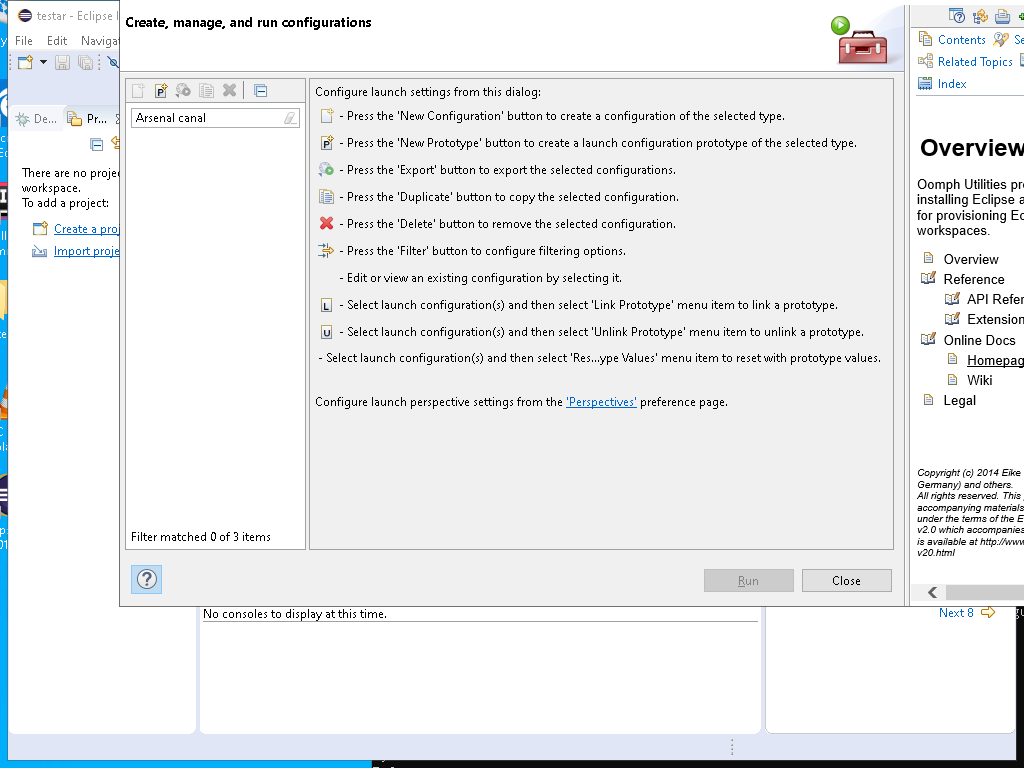 testar - Eclipse I
File Edit Navigat
De...
Pr...
There are no proje
workspace.
To add a project:
Create a proj
Import proje
Create, manage, and run configurations
Arsenal canal
Filter matched 0 of 3 items
Configure launch settings from this dialog:
- Press the 'New Configuration' button to create a configuration of the selected type.
P - Press the 'New Prototype' button to create a launch configuration prototype of the selected type.
- Press the 'Export' button to export the selected configurations.
- Press the 'Duplicate' button to copy the selected configuration.
- Press the 'Delete' button to remove the selected configuration.
- Press the 'Filter' button to configure filtering options.
- Edit or view an existing configuration by selecting it.
L - Select launch configuration(s) and then select 'Link Prototype' menu item to link a prototype.
U - Select launch configuration(s) and then select 'Unlink Prototype' menu item to unlink a prototype.
- Select launch configuration(s) and then select 'Res...ype Values' menu item to reset with prototype values.
Configure launch perspective settings from the 'Perspectives' preference page.
Run Close
No consoles to display at this time.
Contents Se
Related Topics
Index
Overview
Oomph Utilities pr
installing Eclipse a
for provisioning Ec
workspaces.
Overview
Reference
API Refer
Extension
Online Docs
Homepag
Wiki
Legal
Copyright (c) 2014 Eike
Germany) and others.
All rights reserved. This
accompanying materials
under the terms of the E
v2.0 which accompanies
is available at http://www
v20.html
Next 8